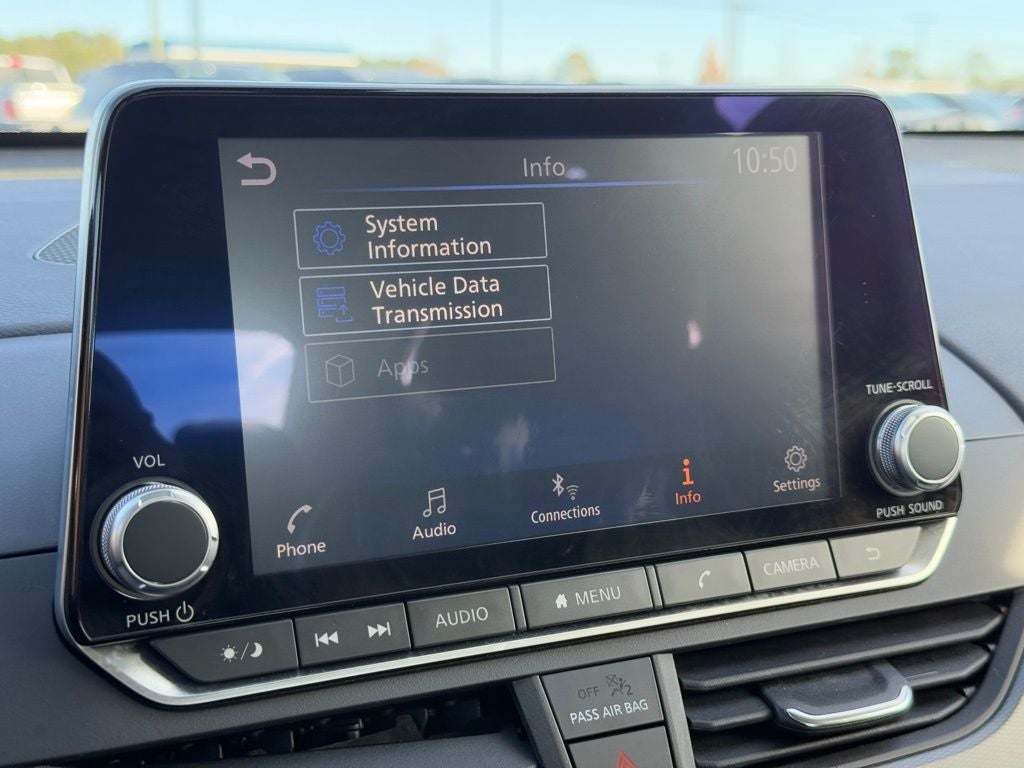 Info
10:50
System
Information
Vehicle Data
Transmission
Apps
TUNE·SCROLL
VOL
PUSH SOUND
Phone
Audio
Connections
Info
Settings
PUSH
AUDIO
MENU
CAMERA
OFF 2
PASS AIR BAG